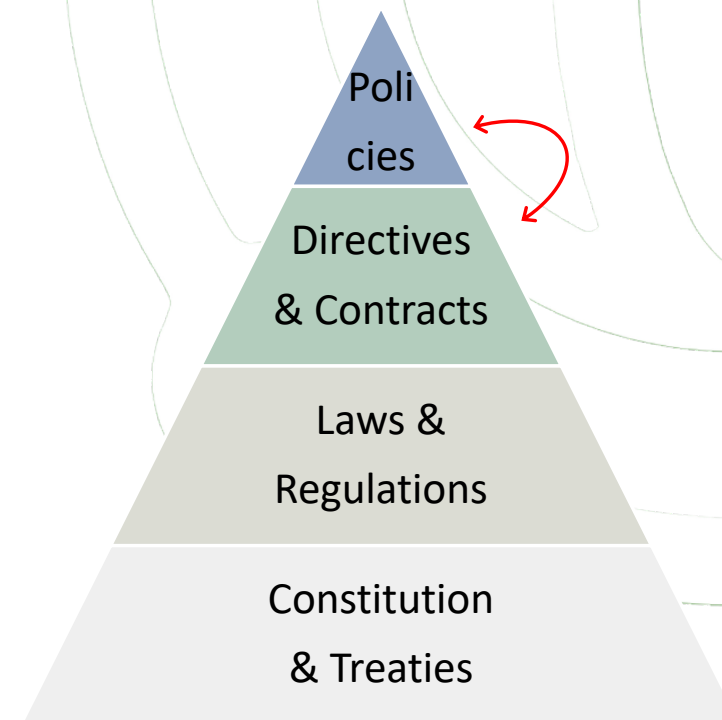 Poli
cies
Directives
& Contracts
Laws &
Regulations
Constitution
& Treaties